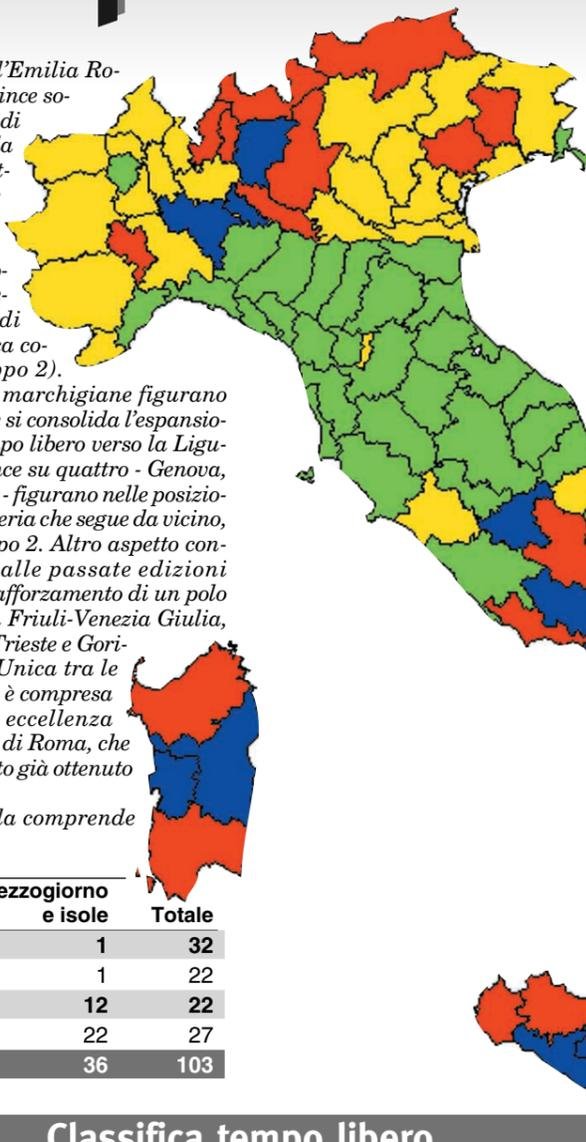 l'Emilia Ro-
ince so-
di
a
t-
o-
e-
di
a co-
po 2).
marchigiane figurano
si consolida l'espansio-
po libero verso la Ligu-
nce su quattro - Genova,
- figurano nelle posizio-
eria che segue da vicino,
po 2. Altro aspetto con-
alle passate edizioni
afforzamento di un polo
Friuli-Venezia Giulia,
Trieste e Gori-
Unica tra le
è compresa
eccellenza
di Roma, che
to già ottenuto
la comprende
ezzogiorno
e isole Totale
1 32
1 22
12 22
22 27
36 103
Classifica tempo libero